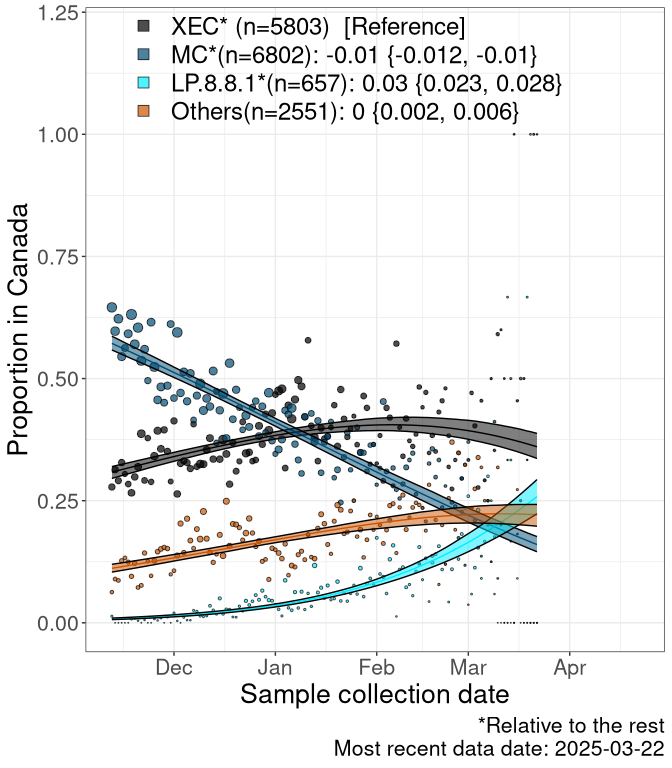 XEC* (n=5803)  [Reference]
MC*(n=6802): -0.01 {-0.012, -0.01}
LP.8.8.1*(n=657): 0.03 {0.023, 0.028}
Others(n=2551): 0 {0.002, 0.006}
1.25
1.00
0.75
0.50
0.25
0.00
Proportion in Canada
Dec Jan Feb Mar Apr
Sample collection date
*Relative to the rest
Most recent data date: 2025-03-22